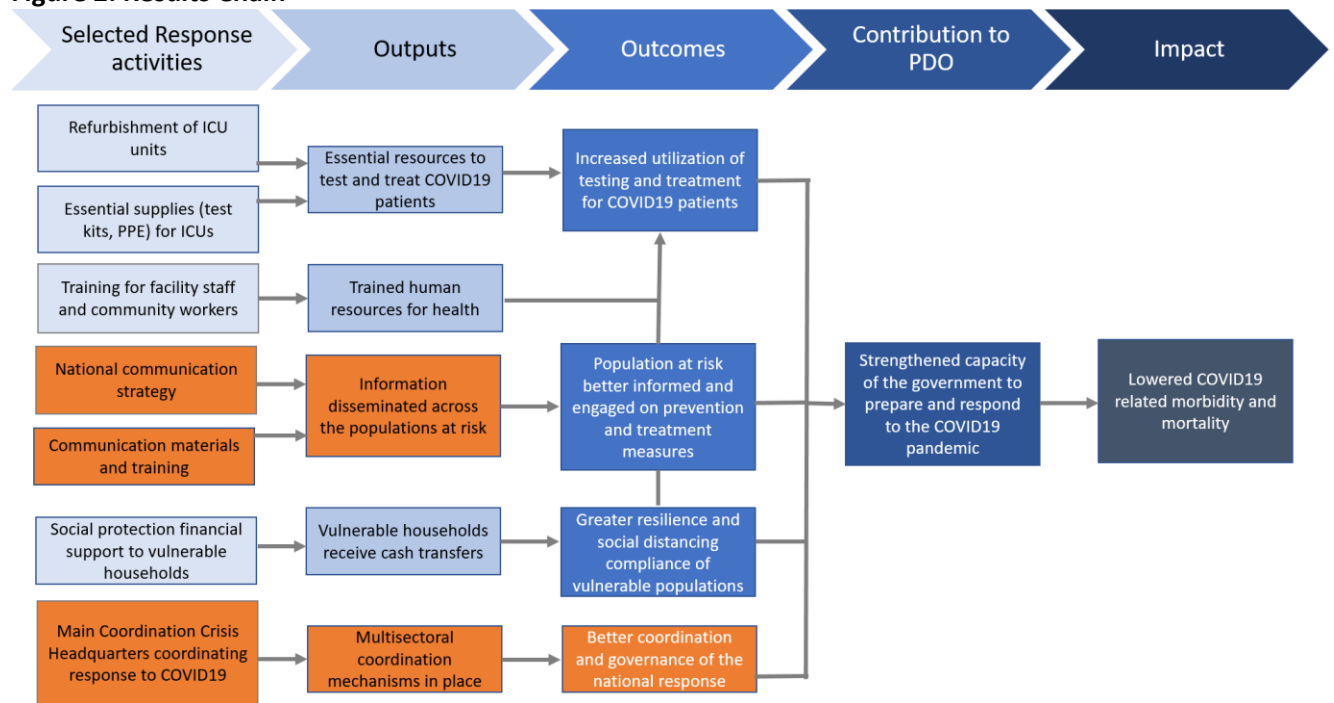 Figure 2: Results Chain
Selected Response
activities
Outputs
Outcomes
Contribution to
PDO
Impact
Refurbishment of ICU
units
Essential supplies (test
kits, PPE) for ICUs
Essential resources to
test and treat COVID19
patients
Increased utilization of
testing and treatment
for COVID19 patients
Training for facility staff
and community workers
Trained human
resources for health
National communication
strategy
Communication materials
and training
Information
disseminated across
the populations at risk
Population at risk
better informed and
engaged on prevention
and treatment
measures
Strengthened capacity
of the government to
prepare and respond
to the COVID19
pandemic
Lowered COVID19
related morbidity and
mortality
Social protection financial
support to vulnerable
households
Vulnerable households
receive cash transfers
Greater resilience and
social distancing
compliance of
vulnerable populations
Main Coordination Crisis
Headquarters coordinating
response to COVID19
Multisectoral
coordination
mechanisms in place
Better coordination
and governance of the
national response